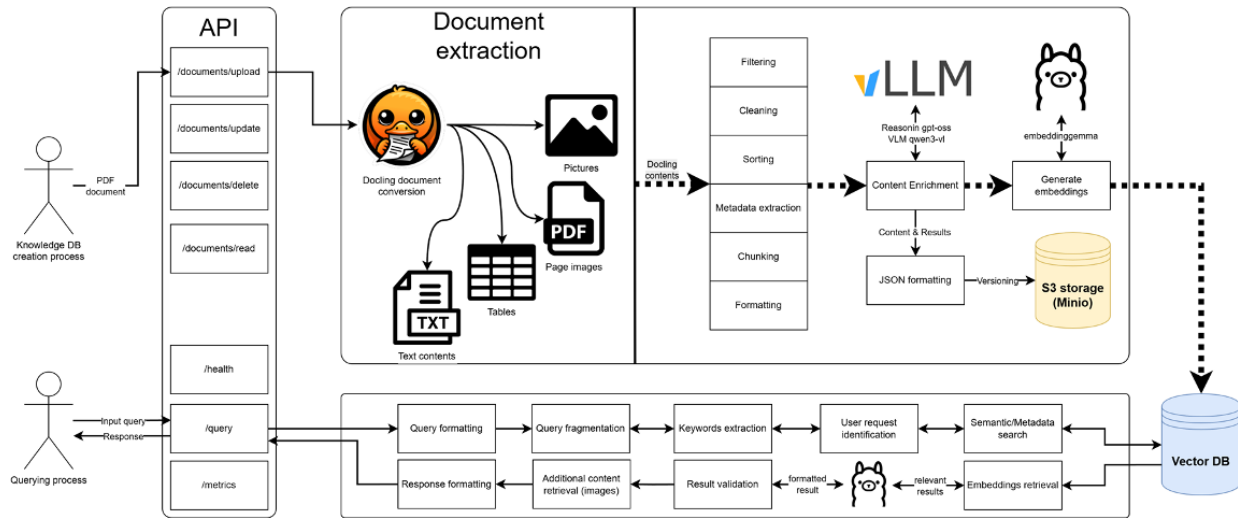 API
/documents/upload
/documents/update
/documents/delete
/documents/read
/health
/query
/metrics
PDF
document
Knowledge DB
creation process
Input query
Response
Querying process
Document
extraction
Docling document
conversion
Pictures
PDF
Page images
Tables
TXT
Text contents
Docling
contents
Filtering
Cleaning
Sorting
Metadata extraction
Chunking
Formatting
vLLM
Reasonin gpt-oss
VLM qwen3-vl
Content Enrichment
Content & Results
JSON formatting
Versioning
embeddinggemma
Generate
embeddings
S3 storage
(Minio)
Vector DB
Query formatting
Query fragmentation
Keywords extraction
User request
identification
Semantic/Metadata
search
Response formatting
Additional content
retrieval (images)
Result validation
formatted
result
relevant
results
Embeddings retrieval